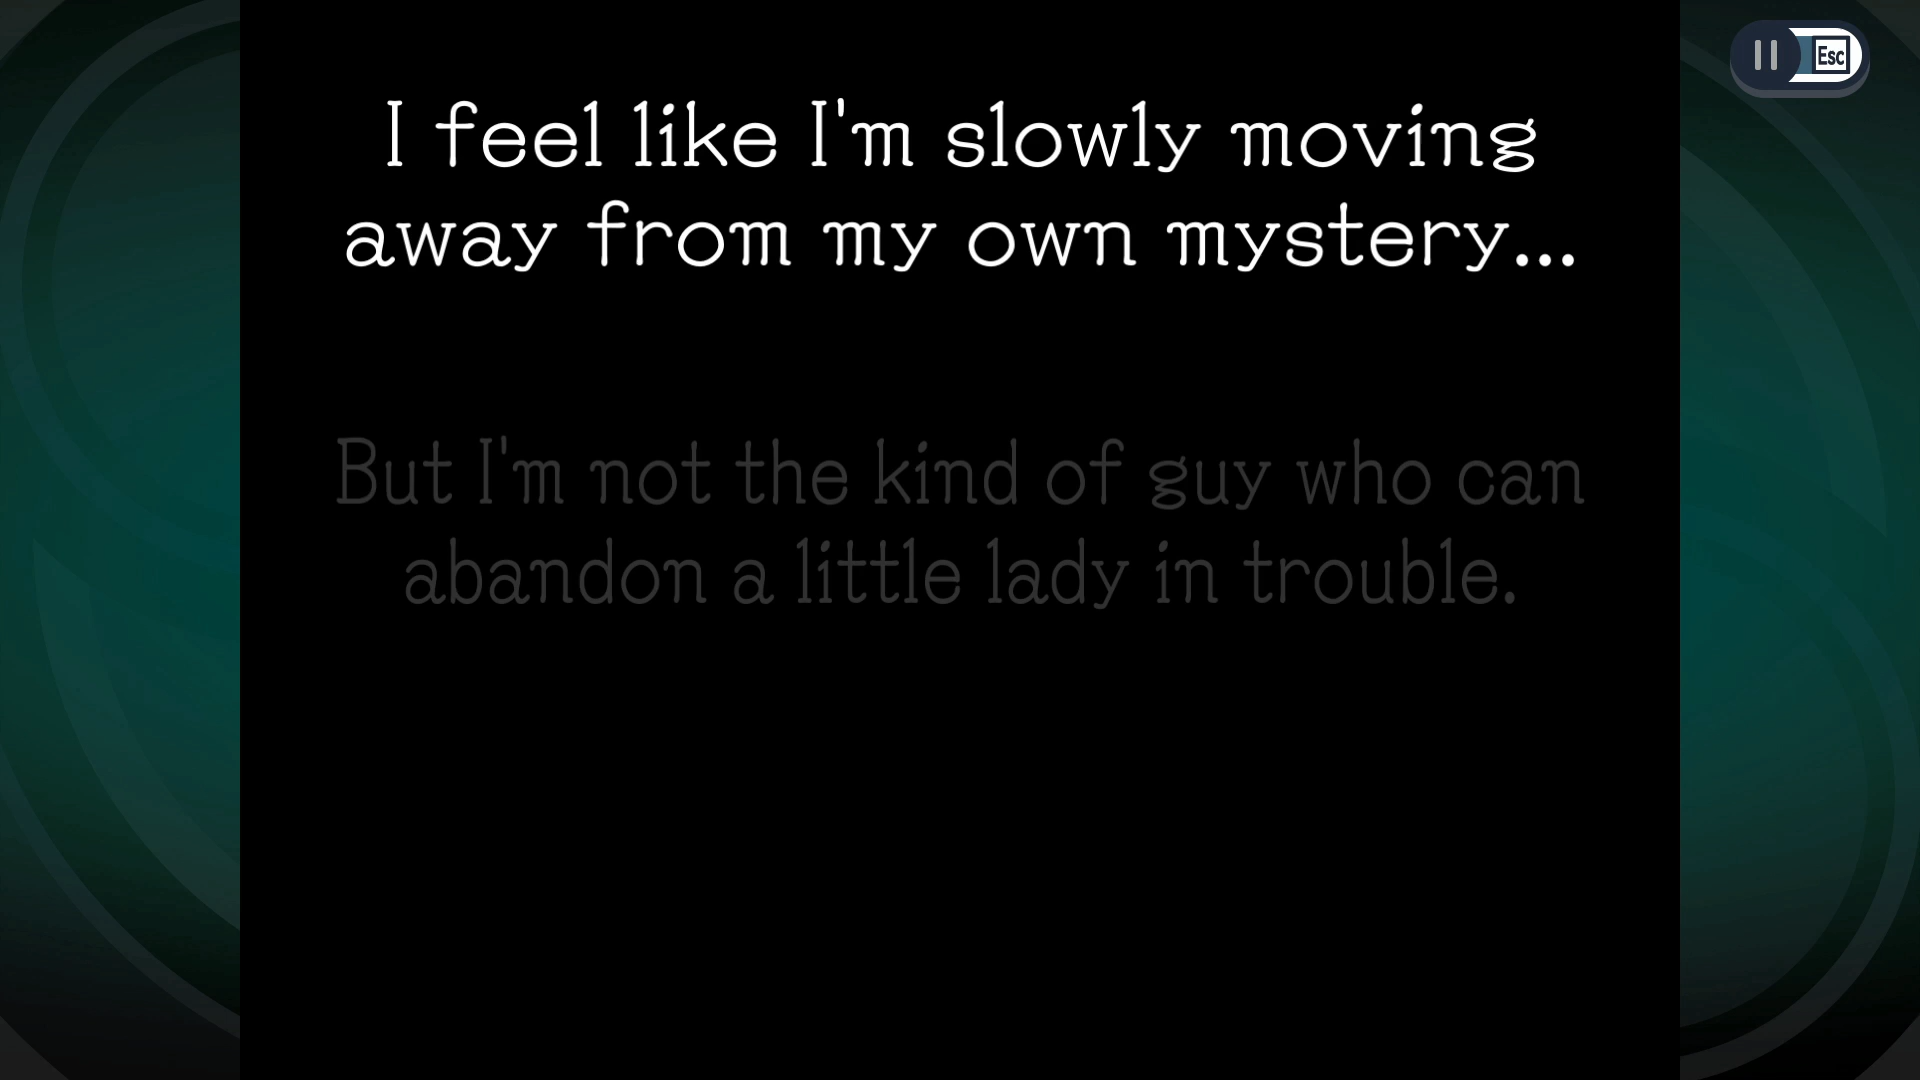 Esc
I feel like I'm slowly moving
away from my own mystery...
But I'm not the kind of guy who can
abandon a little lady in trouble.